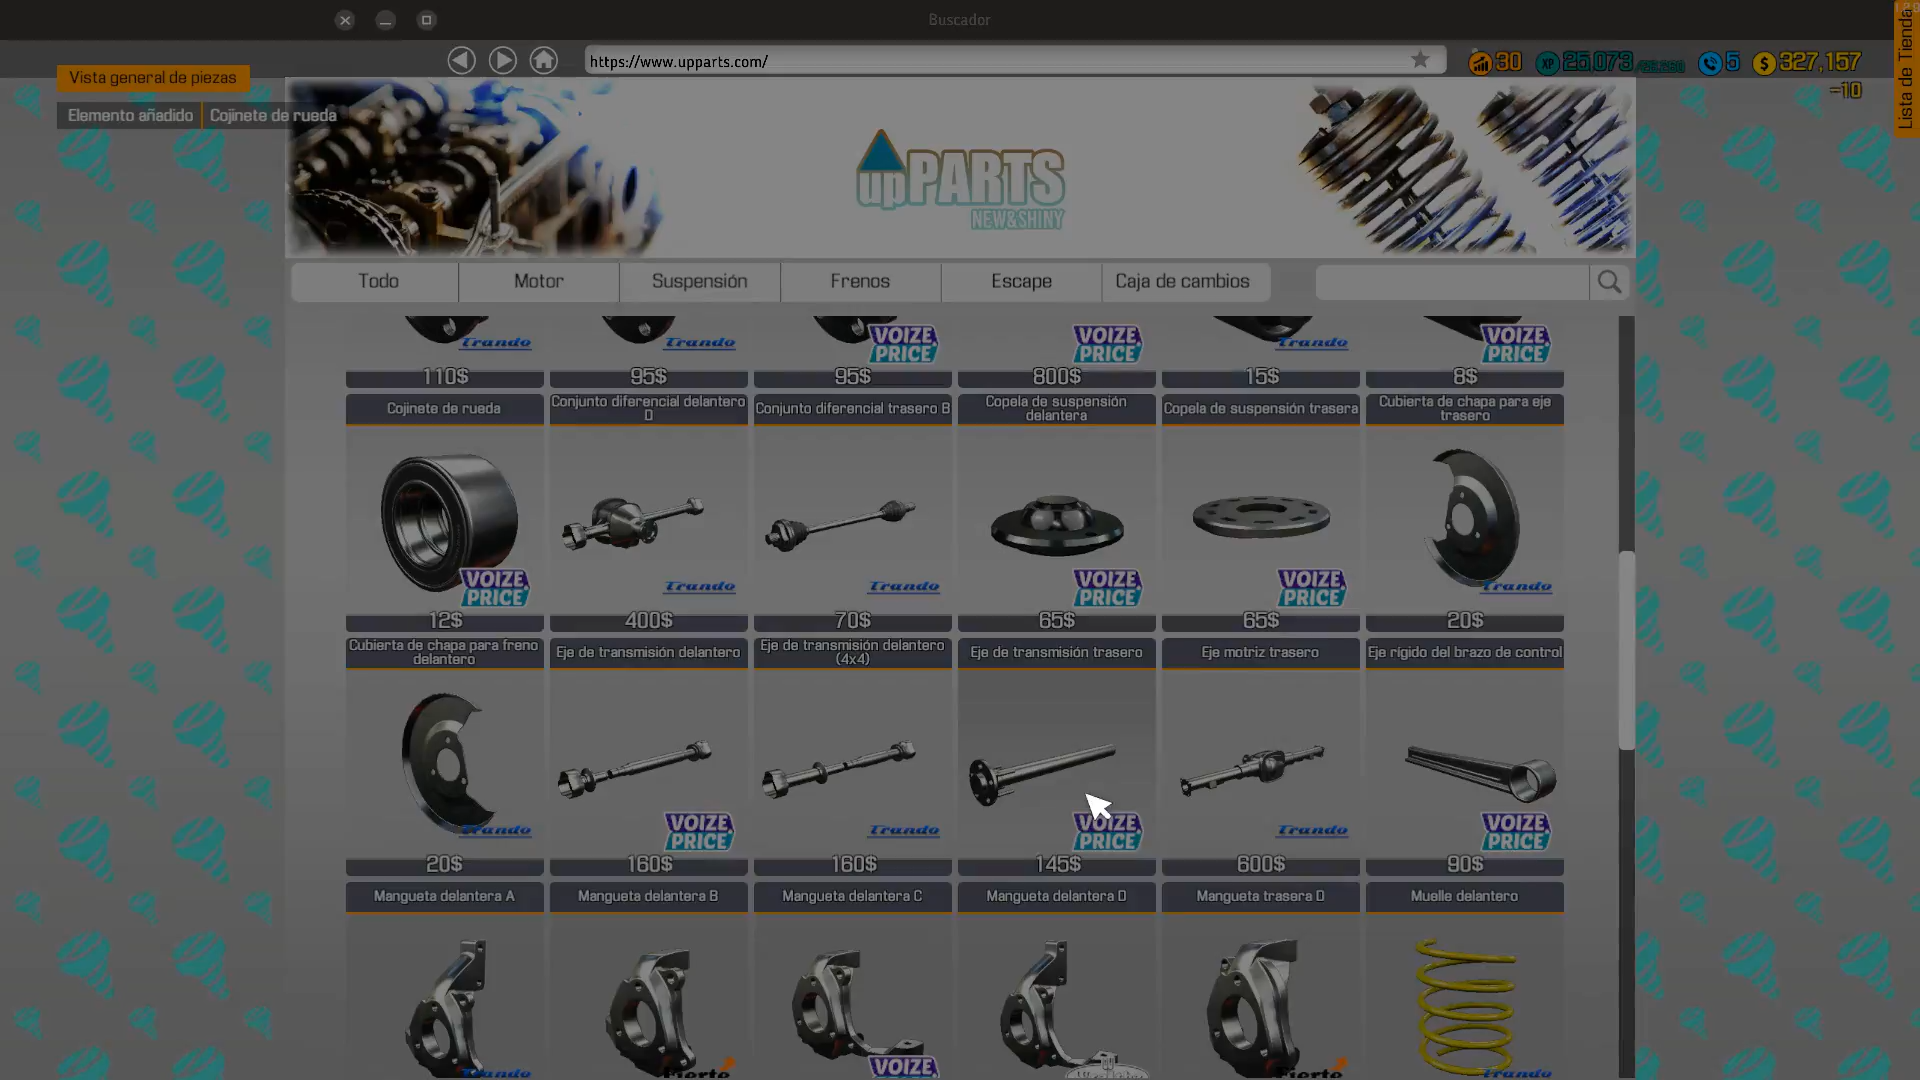 Buscador
https://www.upparts.com/
30
XP 25,073
5
$ 327,157
-10
Lista de Tienda
Vista general de piezas
Elemento añadido
Cojinete de rueda
upPARTS
NEW&SHINY
Todo
Motor
Suspensión
Frenos
Escape
Caja de cambios
Trando
Trando
VOIZE
PRICE
VOIZE
PRICE
Trando
VOIZE
PRICE
110$
95$
95$
800$
15$
8$
Cojinete de rueda
Conjunto diferencial delantero
D
Conjunto diferencial trasero B
Copela de suspensión
delantera
Copela de suspensión trasera
Cubierta de chapa para eje
trasero
VOIZE
PRICE
Trando
Trando
VOIZE
PRICE
VOIZE
PRICE
Trando
12$
400$
70$
65$
65$
20$
Cubierta de chapa para freno
delantero
Eje de transmisión delantero
Eje de transmisión delantero
(4x4)
Eje de transmisión trasero
Eje motriz trasero
Eje rígido del brazo de control
Trando
VOIZE
PRICE
Trando
VOIZE
PRICE
Trando
VOIZE
PRICE
20$
160$
160$
145$
600$
90$
Mangueta delantera A
Mangueta delantera B
Mangueta delantera C
Mangueta delantera D
Mangueta trasera D
Muelle delantero
Trando
Fierte
VOIZE
Fierte
Trando